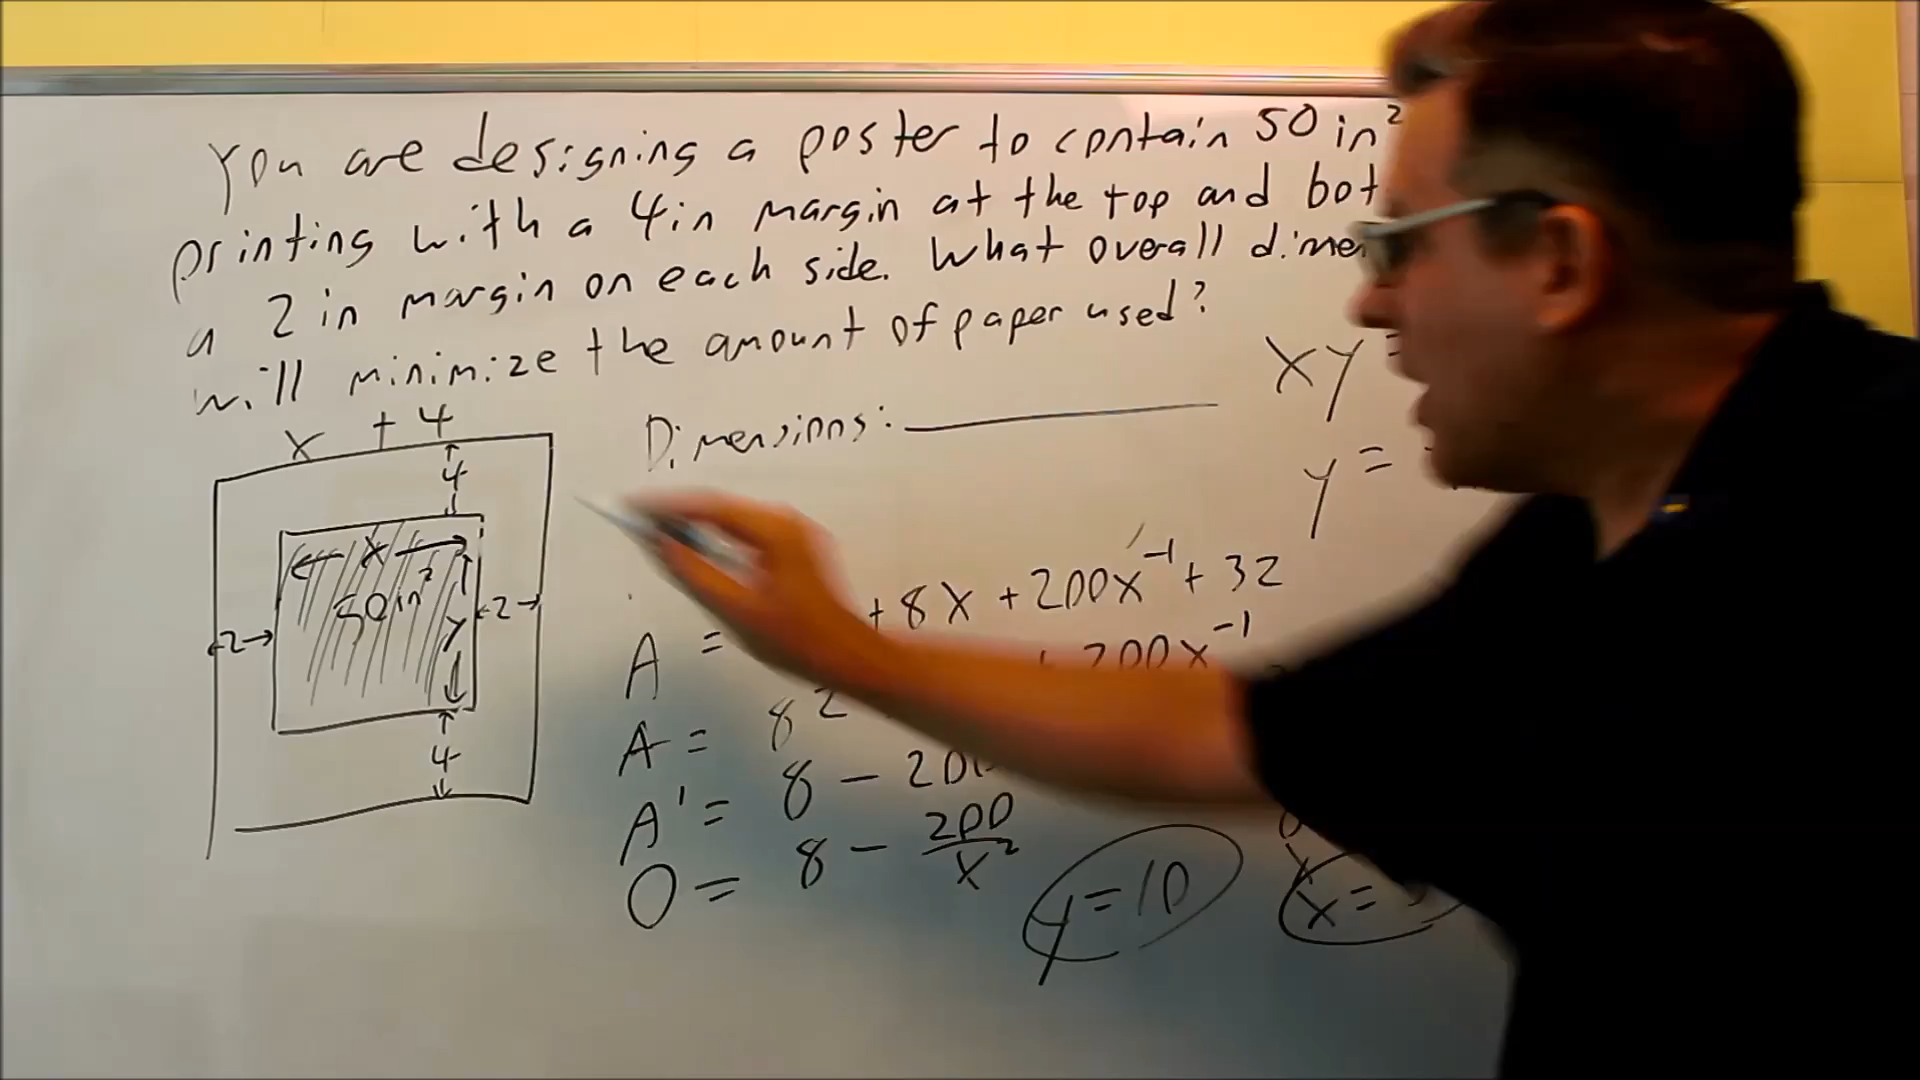 You are designing a poster to contain 50 in²
printing with a 4 in margin at the top and bot
a 2 in margin on each side. What overall dime
will minimize the amount of paper used?
x + 4
Dimensions:
xy =
y =
4
x
50 in²
y
2
2
4
A = + 8x + 200x⁻¹ + 32
A = 82 + 200x⁻¹
A' = 8 - 200
0 = 8 - 200/x²
y = 10
x =